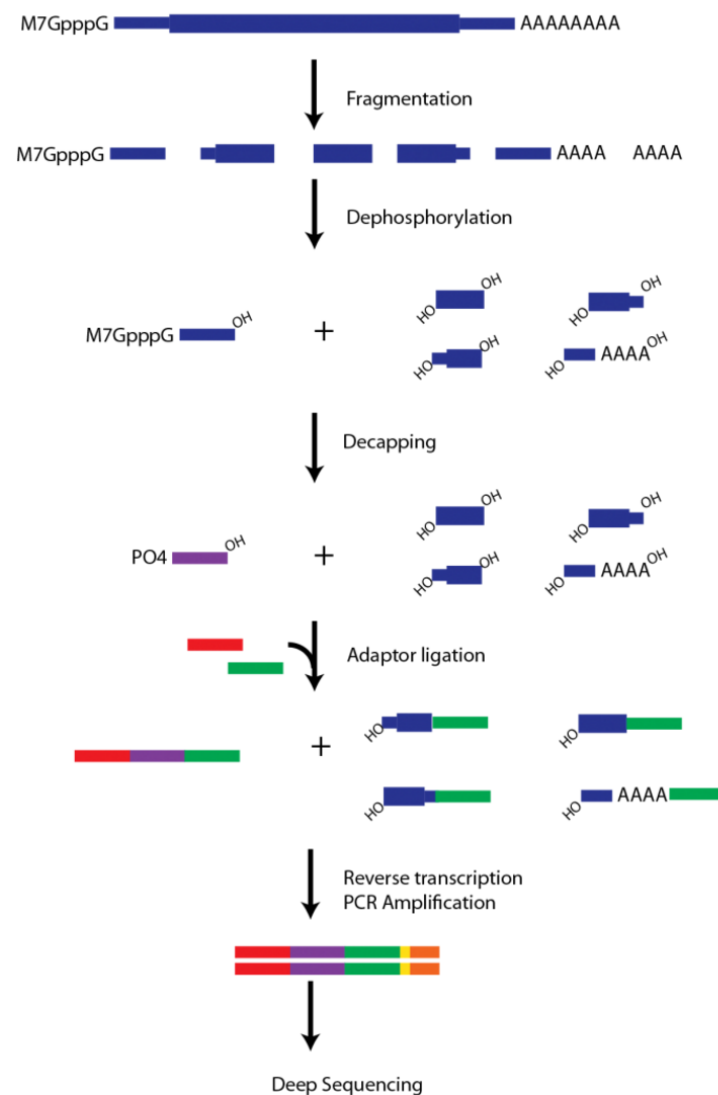 M7GpppG AAAAAAAA
Fragmentation
M7GpppG AAAA AAAA
Dephosphorylation
OH OH
HO HO
M7GpppG OH + OH
HO HO AAAA OH
Decapping
OH OH
HO HO
PO4 OH + OH
HO HO AAAA OH
Adaptor ligation
HO HO
+
HO HO AAAA
Reverse transcription
PCR Amplification
Deep Sequencing